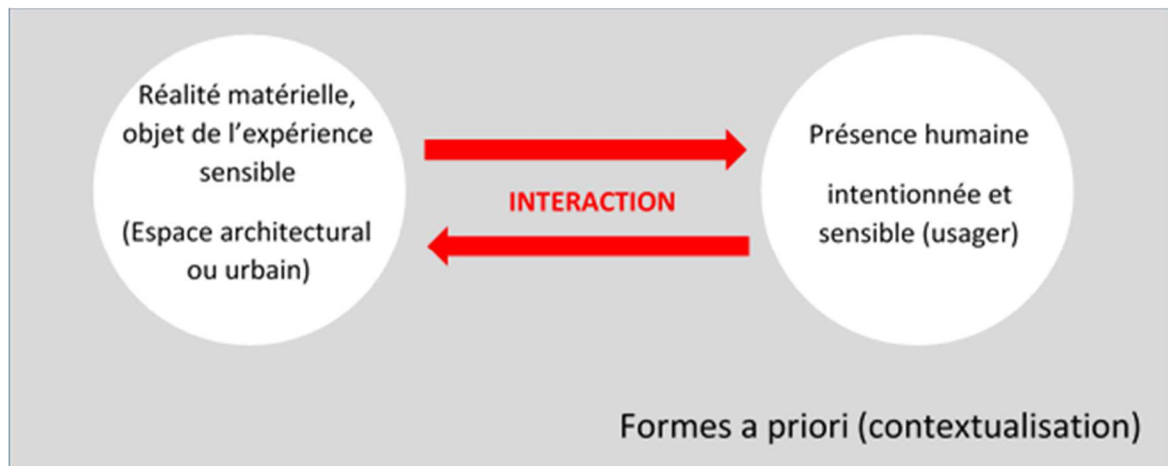 Réalité matérielle,
objet de l’expérience
sensible
(Espace architectural
ou urbain)
INTERACTION
Présence humaine
intentionnée et
sensible (usager)
Formes a priori (contextualisation)